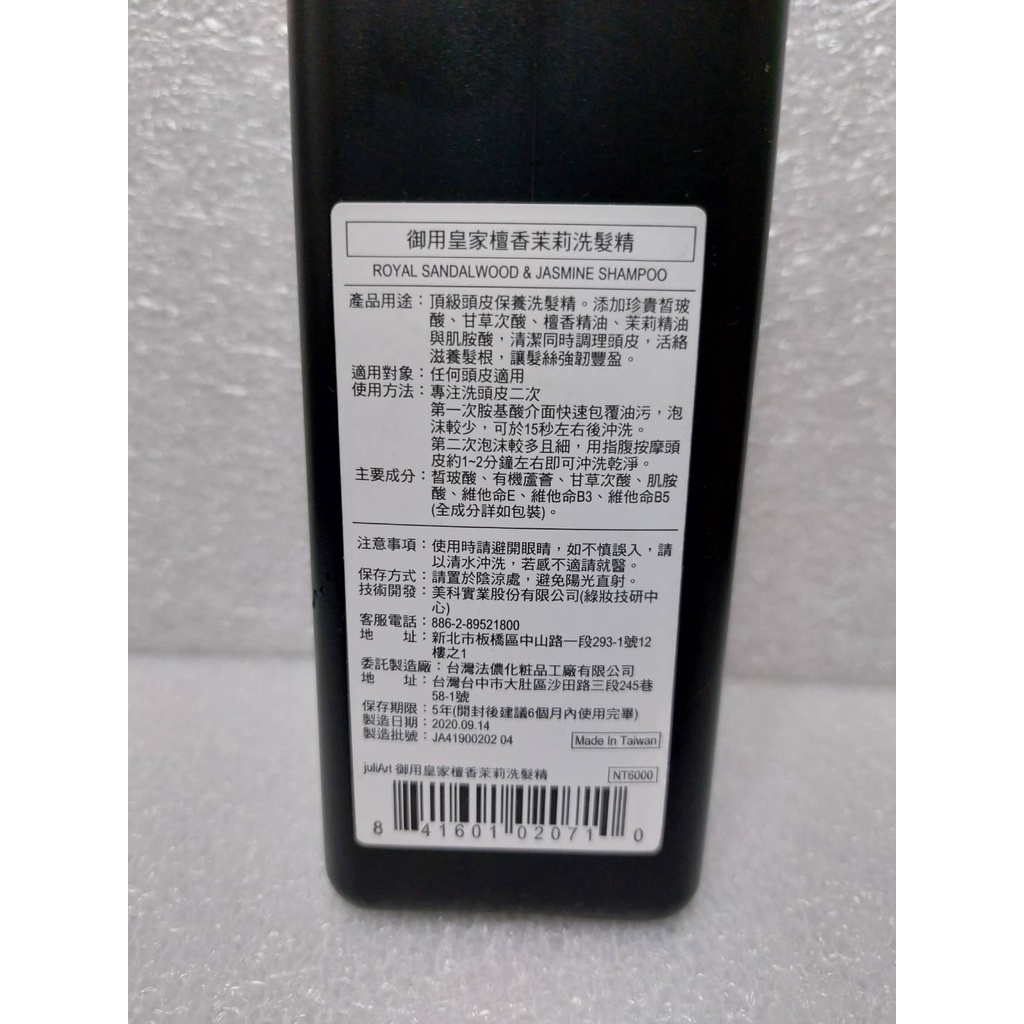 御用皇家檀香茉莉洗髮精
ROYAL SANDALWOOD & JASMINE SHAMPOO
產品用途：頂級頭皮保養洗髮精。添加珍貴皙玻
酸、甘草次酸、檀香精油、茉莉精油
與肌胺酸，清潔同時調理頭皮，活絡
滋養髮根，讓髮絲強韌豐盈。
適用對象：任何頭皮適用
使用方法：專注洗頭皮二次
第一次胺基酸介面快速包覆油污，泡
沫較少，可於15秒左右後沖洗。
第二次泡沫較多且細，用指腹按摩頭
皮約1~2分鐘左右即可沖洗乾淨。
主要成分：皙玻酸、有機蘆薈、甘草次酸、肌胺
酸、維他命E、維他命B3、維他命B5
(全成分詳如包裝)。
注意事項：使用時請避開眼睛，如不慎誤入，請
以清水沖洗，若感不適請就醫。
保存方式：請置於陰涼處，避免陽光直射。
技術開發：美科實業股份有限公司(綠妝技研中
心)
客服電話：886-2-89521800
地　　址：新北市板橋區中山路一段293-1號12
樓之1
委託製造廠：台灣法儂化粧品工廠有限公司
地　　址：台灣台中市大肚區沙田路三段245巷
58-1號
保存期限：5年(開封後建議6個月內使用完畢)
製造日期：2020.09.14
製造批號：JA41900202 04
Made In Taiwan
juliArt 御用皇家檀香茉莉洗髮精
NT6000
8 41601 02071 0